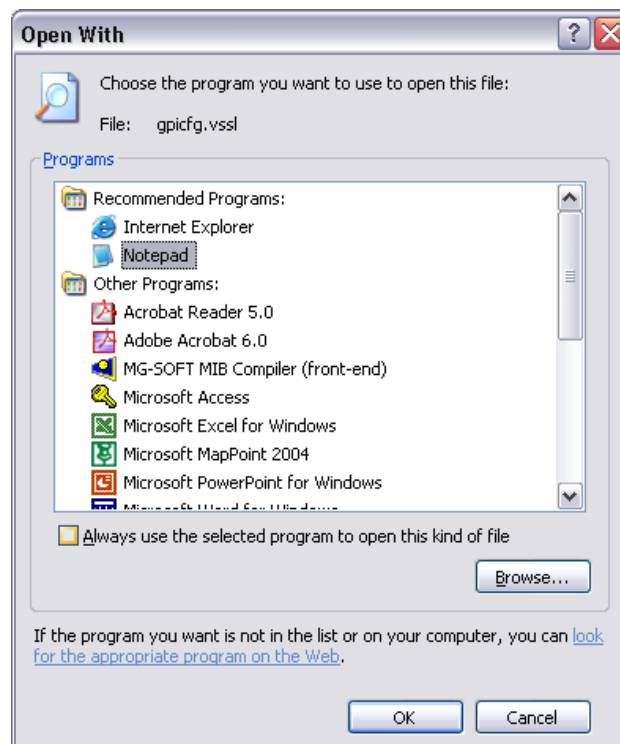 Open With
Choose the program you want to use to open this file:
File: gpicfg.vssl
Programs
Recommended Programs:
Internet Explorer
Notepad
Other Programs:
Acrobat Reader 5.0
Adobe Acrobat 6.0
MG-SOFT MIB Compiler (front-end)
Microsoft Access
Microsoft Excel for Windows
Microsoft MapPoint 2004
Microsoft PowerPoint for Windows
Microsoft Word for Windows
Always use the selected program to open this kind of file
Browse...
If the program you want is not in the list or on your computer, you can look
for the appropriate program on the Web.
OK Cancel